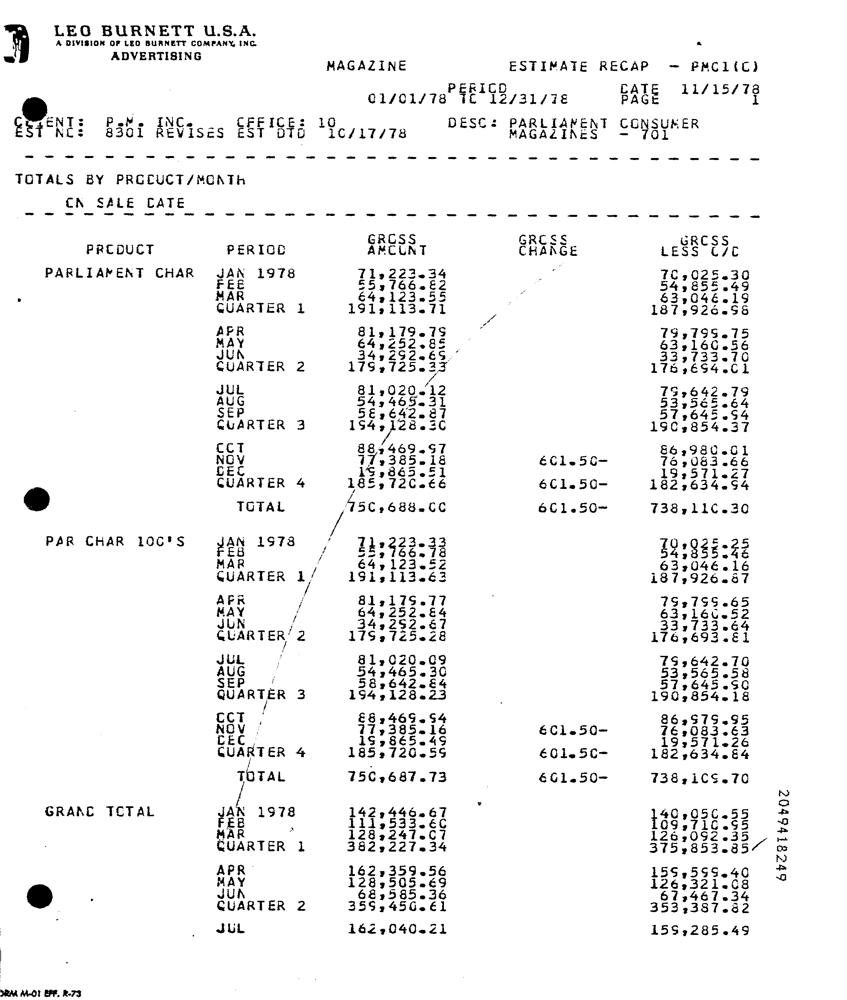 LEO BURNETT U.S.A.
A DIVISION OF LEO BURNETT COMPANY, INC.
ADVERTISING
MAGAZINE ESTIMATE RECAP - PMC1(C)
PERIOD DATE 11/15/78
01/01/78 TC 12/31/78 PAGE 1
CLIENT: P.M. INC. CFFICE: 10 DESC: PARLIAMENT CONSUMER
EST NC: 8301 REVISES EST DTD 10/17/78 MAGAZINES - 701
TOTALS BY PRODUCT/MONTH
CN SALE DATE
PRODUCT PERIOD GROSS AMOUNT GROSS CHANGE GROSS LESS C/C
PARLIAMENT CHAR JAN 1978 71,223.34 70,025.30
FEB 55,766.82 54,855.49
MAR 64,123.55 63,046.19
QUARTER 1 191,113.71 187,926.98
APR 81,179.79 79,799.75
MAY 64,252.85 63,160.56
JUN 34,292.69 33,733.70
QUARTER 2 179,725.33 176,694.01
JUL 81,020.12 79,642.79
AUG 54,465.31 53,565.64
SEP 58,642.87 57,645.94
QUARTER 3 194,128.30 190,854.37
OCT 88,469.97 86,980.01
NOV 77,385.18 601.50- 76,083.66
DEC 19,865.51 19,571.27
QUARTER 4 185,720.66 601.50- 182,634.94
TOTAL 750,688.00 601.50- 738,110.30
PAR CHAR 100'S JAN 1978 71,223.33 70,025.25
FEB 55,766.78 54,855.46
MAR 64,123.52 63,046.16
QUARTER 1 191,113.63 187,926.87
APR 81,179.77 79,799.65
MAY 64,252.84 63,160.52
JUN 34,292.67 33,733.64
QUARTER 2 179,725.28 176,693.81
JUL 81,020.09 79,642.70
AUG 54,465.30 53,565.58
SEP 58,642.84 57,645.90
QUARTER 3 194,128.23 190,854.18
OCT 88,469.94 86,979.95
NOV 77,385.16 601.50- 76,083.63
DEC 19,865.49 19,571.26
QUARTER 4 185,720.59 601.50- 182,634.84
TOTAL 750,687.73 601.50- 738,109.70
GRAND TOTAL JAN 1978 142,446.67 140,050.55
FEB 111,533.60 109,710.95
MAR 128,247.07 126,092.35
QUARTER 1 382,227.34 375,853.85
APR 162,359.56 159,599.40
MAY 128,505.69 126,321.08
JUN 68,585.36 67,467.34
QUARTER 2 359,450.61 353,387.82
JUL 162,040.21 159,285.49
2049418249
ORM M-01 EFF. R-73